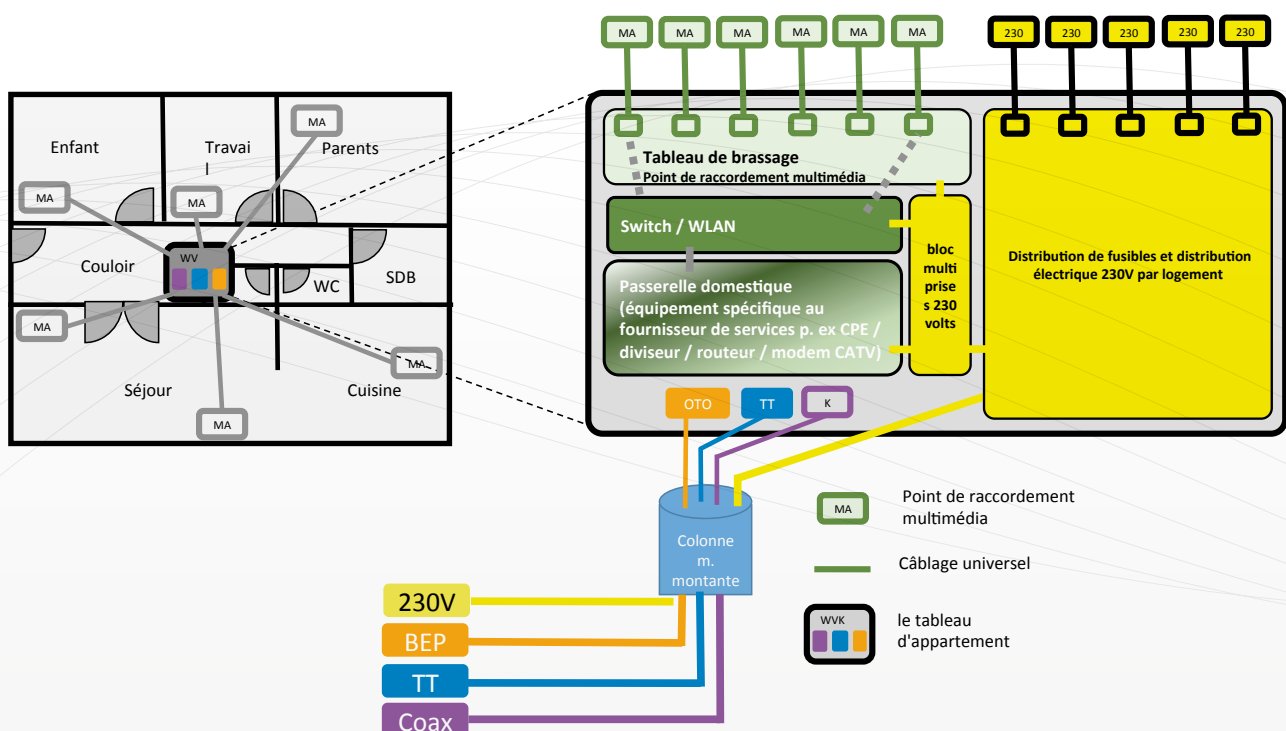 MA
MA
MA
MA
MA
MA
230
230
230
230
230
Enfant
Travai
l
Parents
MA
MA
MA
Couloir
WV
WC
SDB
MA
MA
MA
Séjour
Cuisine
Tableau de brassage
Point de raccordement multimédia
Switch / WLAN
Passerelle domestique
(équipement spécifique au
fournisseur de services p. ex CPE /
diviseur / routeur / modem CATV)
bloc
multi
prise
s 230
volts
Distribution de fusibles et distribution
électrique 230V par logement
OTO
TT
K
Colonne
m.
montante
230V
BEP
TT
Coax
MA
Point de raccordement
multimédia
Câblage universel
WVK
le tableau
d'appartement